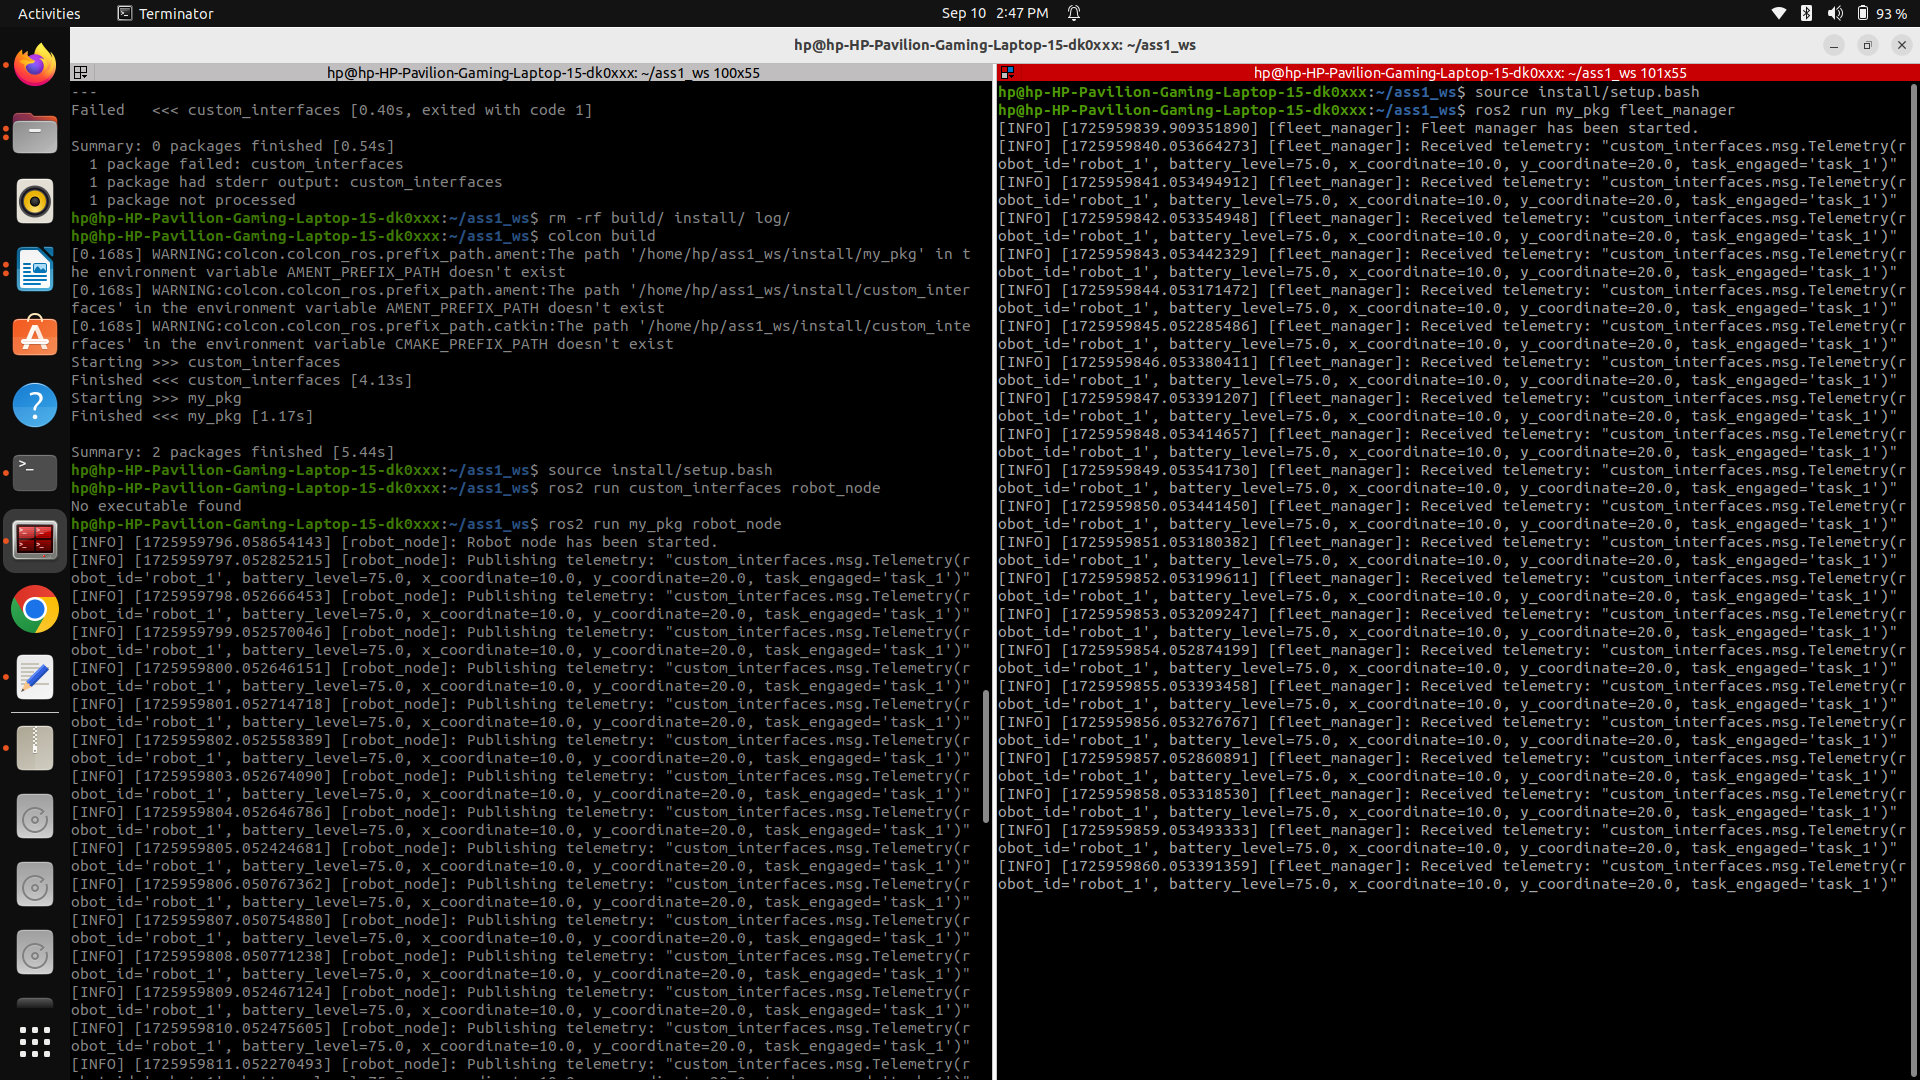 Activities
Terminator
Sep 10 2:47 PM
93 %
hp@hp-HP-Pavilion-Gaming-Laptop-15-dk0xxx: ~/ass1_ws
hp@hp-HP-Pavilion-Gaming-Laptop-15-dk0xxx: ~/ass1_ws 100x55
---
Failed   <<< custom_interfaces [0.40s, exited with code 1]
Summary: 0 packages finished [0.54s]
  1 package failed: custom_interfaces
  1 package had stderr output: custom_interfaces
  1 package not processed
hp@hp-HP-Pavilion-Gaming-Laptop-15-dk0xxx:~/ass1_ws$ rm -rf build/ install/ log/
hp@hp-HP-Pavilion-Gaming-Laptop-15-dk0xxx:~/ass1_ws$ colcon build
[0.168s] WARNING:colcon.colcon_ros.prefix_path.ament:The path '/home/hp/ass1_ws/install/my_pkg' in t
he environment variable AMENT_PREFIX_PATH doesn't exist
[0.168s] WARNING:colcon.colcon_ros.prefix_path.ament:The path '/home/hp/ass1_ws/install/custom_inter
faces' in the environment variable AMENT_PREFIX_PATH doesn't exist
[0.168s] WARNING:colcon.colcon_ros.prefix_path.catkin:The path '/home/hp/ass1_ws/install/custom_inte
rfaces' in the environment variable CMAKE_PREFIX_PATH doesn't exist
Starting >>> custom_interfaces
Finished <<< custom_interfaces [4.13s]
Starting >>> my_pkg
Finished <<< my_pkg [1.17s]
Summary: 2 packages finished [5.44s]
hp@hp-HP-Pavilion-Gaming-Laptop-15-dk0xxx:~/ass1_ws$ source install/setup.bash
hp@hp-HP-Pavilion-Gaming-Laptop-15-dk0xxx:~/ass1_ws$ ros2 run custom_interfaces robot_node
No executable found
hp@hp-HP-Pavilion-Gaming-Laptop-15-dk0xxx:~/ass1_ws$ ros2 run my_pkg robot_node
[INFO] [1725959796.058654143] [robot_node]: Robot node has been started.
[INFO] [1725959797.052825215] [robot_node]: Publishing telemetry: "custom_interfaces.msg.Telemetry(r
obot_id='robot_1', battery_level=75.0, x_coordinate=10.0, y_coordinate=20.0, task_engaged='task_1')"
[INFO] [1725959798.052666453] [robot_node]: Publishing telemetry: "custom_interfaces.msg.Telemetry(r
obot_id='robot_1', battery_level=75.0, x_coordinate=10.0, y_coordinate=20.0, task_engaged='task_1')"
[INFO] [1725959799.052570046] [robot_node]: Publishing telemetry: "custom_interfaces.msg.Telemetry(r
obot_id='robot_1', battery_level=75.0, x_coordinate=10.0, y_coordinate=20.0, task_engaged='task_1')"
[INFO] [1725959800.052646151] [robot_node]: Publishing telemetry: "custom_interfaces.msg.Telemetry(r
obot_id='robot_1', battery_level=75.0, x_coordinate=10.0, y_coordinate=20.0, task_engaged='task_1')"
[INFO] [1725959801.052714718] [robot_node]: Publishing telemetry: "custom_interfaces.msg.Telemetry(r
obot_id='robot_1', battery_level=75.0, x_coordinate=10.0, y_coordinate=20.0, task_engaged='task_1')"
[INFO] [1725959802.052558389] [robot_node]: Publishing telemetry: "custom_interfaces.msg.Telemetry(r
obot_id='robot_1', battery_level=75.0, x_coordinate=10.0, y_coordinate=20.0, task_engaged='task_1')"
[INFO] [1725959803.052674090] [robot_node]: Publishing telemetry: "custom_interfaces.msg.Telemetry(r
obot_id='robot_1', battery_level=75.0, x_coordinate=10.0, y_coordinate=20.0, task_engaged='task_1')"
[INFO] [1725959804.052646786] [robot_node]: Publishing telemetry: "custom_interfaces.msg.Telemetry(r
obot_id='robot_1', battery_level=75.0, x_coordinate=10.0, y_coordinate=20.0, task_engaged='task_1')"
[INFO] [1725959805.052424681] [robot_node]: Publishing telemetry: "custom_interfaces.msg.Telemetry(r
obot_id='robot_1', battery_level=75.0, x_coordinate=10.0, y_coordinate=20.0, task_engaged='task_1')"
[INFO] [1725959806.050767362] [robot_node]: Publishing telemetry: "custom_interfaces.msg.Telemetry(r
obot_id='robot_1', battery_level=75.0, x_coordinate=10.0, y_coordinate=20.0, task_engaged='task_1')"
[INFO] [1725959807.050754880] [robot_node]: Publishing telemetry: "custom_interfaces.msg.Telemetry(r
obot_id='robot_1', battery_level=75.0, x_coordinate=10.0, y_coordinate=20.0, task_engaged='task_1')"
[INFO] [1725959808.050771238] [robot_node]: Publishing telemetry: "custom_interfaces.msg.Telemetry(r
obot_id='robot_1', battery_level=75.0, x_coordinate=10.0, y_coordinate=20.0, task_engaged='task_1')"
[INFO] [1725959809.052467124] [robot_node]: Publishing telemetry: "custom_interfaces.msg.Telemetry(r
obot_id='robot_1', battery_level=75.0, x_coordinate=10.0, y_coordinate=20.0, task_engaged='task_1')"
[INFO] [1725959810.052475605] [robot_node]: Publishing telemetry: "custom_interfaces.msg.Telemetry(r
obot_id='robot_1', battery_level=75.0, x_coordinate=10.0, y_coordinate=20.0, task_engaged='task_1')"
[INFO] [1725959811.052270493] [robot_node]: Publishing telemetry: "custom_interfaces.msg.Telemetry(r
hp@hp-HP-Pavilion-Gaming-Laptop-15-dk0xxx: ~/ass1_ws 101x55
hp@hp-HP-Pavilion-Gaming-Laptop-15-dk0xxx:~/ass1_ws$ source install/setup.bash
hp@hp-HP-Pavilion-Gaming-Laptop-15-dk0xxx:~/ass1_ws$ ros2 run my_pkg fleet_manager
[INFO] [1725959839.909351890] [fleet_manager]: Fleet manager has been started.
[INFO] [1725959840.053664273] [fleet_manager]: Received telemetry: "custom_interfaces.msg.Telemetry(r
obot_id='robot_1', battery_level=75.0, x_coordinate=10.0, y_coordinate=20.0, task_engaged='task_1')"
[INFO] [1725959841.053494912] [fleet_manager]: Received telemetry: "custom_interfaces.msg.Telemetry(r
obot_id='robot_1', battery_level=75.0, x_coordinate=10.0, y_coordinate=20.0, task_engaged='task_1')"
[INFO] [1725959842.053354948] [fleet_manager]: Received telemetry: "custom_interfaces.msg.Telemetry(r
obot_id='robot_1', battery_level=75.0, x_coordinate=10.0, y_coordinate=20.0, task_engaged='task_1')"
[INFO] [1725959843.053442329] [fleet_manager]: Received telemetry: "custom_interfaces.msg.Telemetry(r
obot_id='robot_1', battery_level=75.0, x_coordinate=10.0, y_coordinate=20.0, task_engaged='task_1')"
[INFO] [1725959844.053171472] [fleet_manager]: Received telemetry: "custom_interfaces.msg.Telemetry(r
obot_id='robot_1', battery_level=75.0, x_coordinate=10.0, y_coordinate=20.0, task_engaged='task_1')"
[INFO] [1725959845.052285486] [fleet_manager]: Received telemetry: "custom_interfaces.msg.Telemetry(r
obot_id='robot_1', battery_level=75.0, x_coordinate=10.0, y_coordinate=20.0, task_engaged='task_1')"
[INFO] [1725959846.053380411] [fleet_manager]: Received telemetry: "custom_interfaces.msg.Telemetry(r
obot_id='robot_1', battery_level=75.0, x_coordinate=10.0, y_coordinate=20.0, task_engaged='task_1')"
[INFO] [1725959847.053391207] [fleet_manager]: Received telemetry: "custom_interfaces.msg.Telemetry(r
obot_id='robot_1', battery_level=75.0, x_coordinate=10.0, y_coordinate=20.0, task_engaged='task_1')"
[INFO] [1725959848.053414657] [fleet_manager]: Received telemetry: "custom_interfaces.msg.Telemetry(r
obot_id='robot_1', battery_level=75.0, x_coordinate=10.0, y_coordinate=20.0, task_engaged='task_1')"
[INFO] [1725959849.053541730] [fleet_manager]: Received telemetry: "custom_interfaces.msg.Telemetry(r
obot_id='robot_1', battery_level=75.0, x_coordinate=10.0, y_coordinate=20.0, task_engaged='task_1')"
[INFO] [1725959850.053441450] [fleet_manager]: Received telemetry: "custom_interfaces.msg.Telemetry(r
obot_id='robot_1', battery_level=75.0, x_coordinate=10.0, y_coordinate=20.0, task_engaged='task_1')"
[INFO] [1725959851.053180382] [fleet_manager]: Received telemetry: "custom_interfaces.msg.Telemetry(r
obot_id='robot_1', battery_level=75.0, x_coordinate=10.0, y_coordinate=20.0, task_engaged='task_1')"
[INFO] [1725959852.053199611] [fleet_manager]: Received telemetry: "custom_interfaces.msg.Telemetry(r
obot_id='robot_1', battery_level=75.0, x_coordinate=10.0, y_coordinate=20.0, task_engaged='task_1')"
[INFO] [1725959853.053209247] [fleet_manager]: Received telemetry: "custom_interfaces.msg.Telemetry(r
obot_id='robot_1', battery_level=75.0, x_coordinate=10.0, y_coordinate=20.0, task_engaged='task_1')"
[INFO] [1725959854.052874199] [fleet_manager]: Received telemetry: "custom_interfaces.msg.Telemetry(r
obot_id='robot_1', battery_level=75.0, x_coordinate=10.0, y_coordinate=20.0, task_engaged='task_1')"
[INFO] [1725959855.053393458] [fleet_manager]: Received telemetry: "custom_interfaces.msg.Telemetry(r
obot_id='robot_1', battery_level=75.0, x_coordinate=10.0, y_coordinate=20.0, task_engaged='task_1')"
[INFO] [1725959856.053276767] [fleet_manager]: Received telemetry: "custom_interfaces.msg.Telemetry(r
obot_id='robot_1', battery_level=75.0, x_coordinate=10.0, y_coordinate=20.0, task_engaged='task_1')"
[INFO] [1725959857.052860891] [fleet_manager]: Received telemetry: "custom_interfaces.msg.Telemetry(r
obot_id='robot_1', battery_level=75.0, x_coordinate=10.0, y_coordinate=20.0, task_engaged='task_1')"
[INFO] [1725959858.053318530] [fleet_manager]: Received telemetry: "custom_interfaces.msg.Telemetry(r
obot_id='robot_1', battery_level=75.0, x_coordinate=10.0, y_coordinate=20.0, task_engaged='task_1')"
[INFO] [1725959859.053493333] [fleet_manager]: Received telemetry: "custom_interfaces.msg.Telemetry(r
obot_id='robot_1', battery_level=75.0, x_coordinate=10.0, y_coordinate=20.0, task_engaged='task_1')"
[INFO] [1725959860.053391359] [fleet_manager]: Received telemetry: "custom_interfaces.msg.Telemetry(r
obot_id='robot_1', battery_level=75.0, x_coordinate=10.0, y_coordinate=20.0, task_engaged='task_1')"